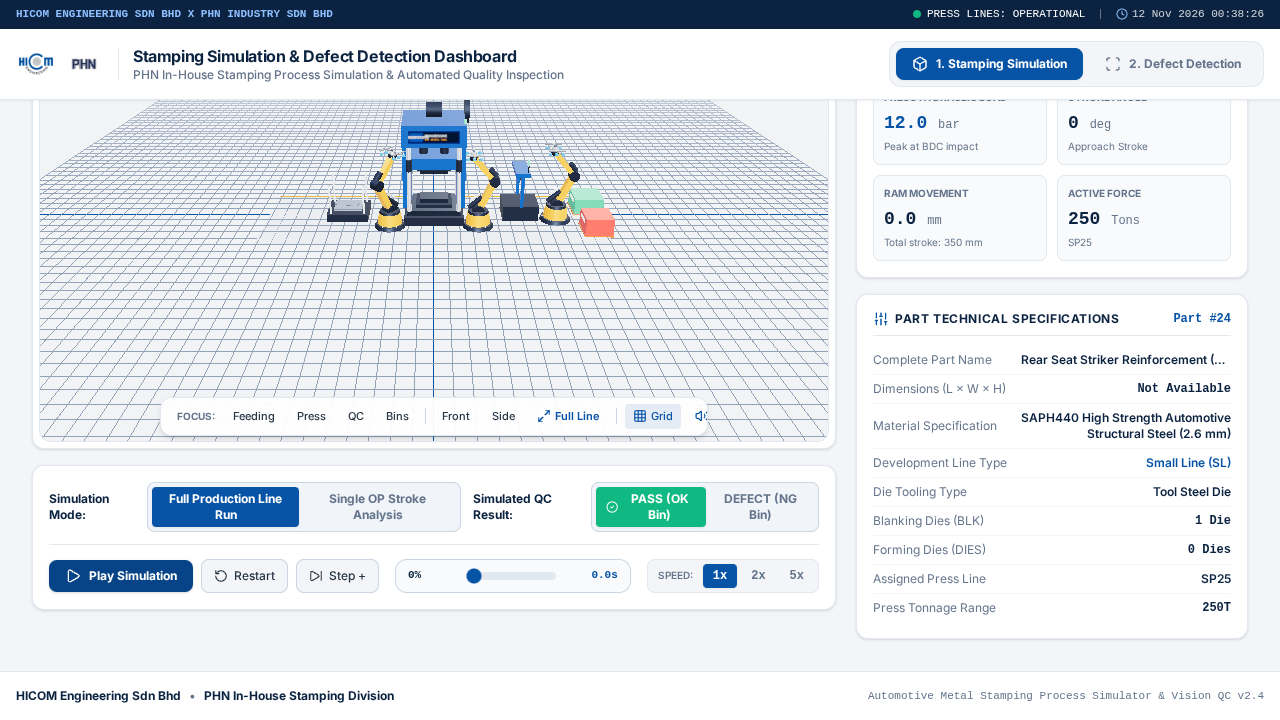 HICOM ENGINEERING SDN BHD X PHN INDUSTRY SDN BHD
PRESS LINES: OPERATIONAL | 12 Nov 2026 00:38:26
HICOM
PHN
Stamping Simulation & Defect Detection Dashboard
PHN In-House Stamping Process Simulation & Automated Quality Inspection
1. Stamping Simulation
2. Defect Detection
12.0 bar
Peak at BDC impact
0 deg
Approach Stroke
RAM MOVEMENT
0.0 mm
Total stroke: 350 mm
ACTIVE FORCE
250 Tons
SP25
FOCUS: Feeding Press QC Bins Front Side Full Line Grid
Simulation Mode:
Full Production Line Run
Single OP Stroke Analysis
Simulated QC Result:
PASS (OK Bin)
DEFECT (NG Bin)
Play Simulation
Restart
Step +
0%
0.0s
SPEED: 1x 2x 5x
PART TECHNICAL SPECIFICATIONS
Part #24
Complete Part Name Rear Seat Striker Reinforcement (...
Dimensions (L × W × H) Not Available
Material Specification SAPH440 High Strength Automotive
Structural Steel (2.6 mm)
Development Line Type Small Line (SL)
Die Tooling Type Tool Steel Die
Blanking Dies (BLK) 1 Die
Forming Dies (DIES) 0 Dies
Assigned Press Line SP25
Press Tonnage Range 250T
HICOM Engineering Sdn Bhd • PHN In-House Stamping Division
Automotive Metal Stamping Process Simulator & Vision QC v2.4